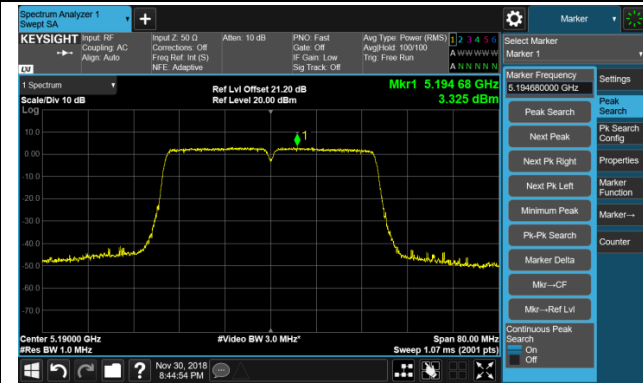 Spectrum Analyzer 1
Swept SA
+
Marker
KEYSIGHT
Input: RF
Coupling: AC
Align: Auto
Input Z: 50 Ω
Corrections: Off
Freq Ref: Int (S)
NFE: Adaptive
Atten: 10 dB
PNO: Fast
Gate: Off
IF Gain: Low
Sig Track: Off
Avg Type: Power (RMS)
Avg|Hold: 100/100
Trig: Free Run
1 2 3 4 5 6
A W W W W W
A N N N N N
LXI
Select Marker
Marker 1
1 Spectrum
Scale/Div 10 dB
Log
Ref Lvl Offset 21.20 dB
Ref Level 20.00 dBm
Mkr1 5.194 68 GHz
3.325 dBm
1
10.0
0.00
-10.0
-20.0
-30.0
-40.0
-50.0
-60.0
-70.0
Center 5.19000 GHz
#Res BW 1.0 MHz
#Video BW 3.0 MHz*
Span 80.00 MHz
Sweep 1.07 ms (2001 pts)
Marker Frequency
5.194680000 GHz
Peak Search
Next Peak
Next Pk Right
Next Pk Left
Minimum Peak
Pk-Pk Search
Marker Delta
Mkr→CF
Mkr→Ref Lvl
Continuous Peak
Search
On
Off
Settings
Peak
Search
Pk Search
Config
Properties
Marker
Function
Marker→
Counter
?
Nov 30, 2018
8:44:54 PM